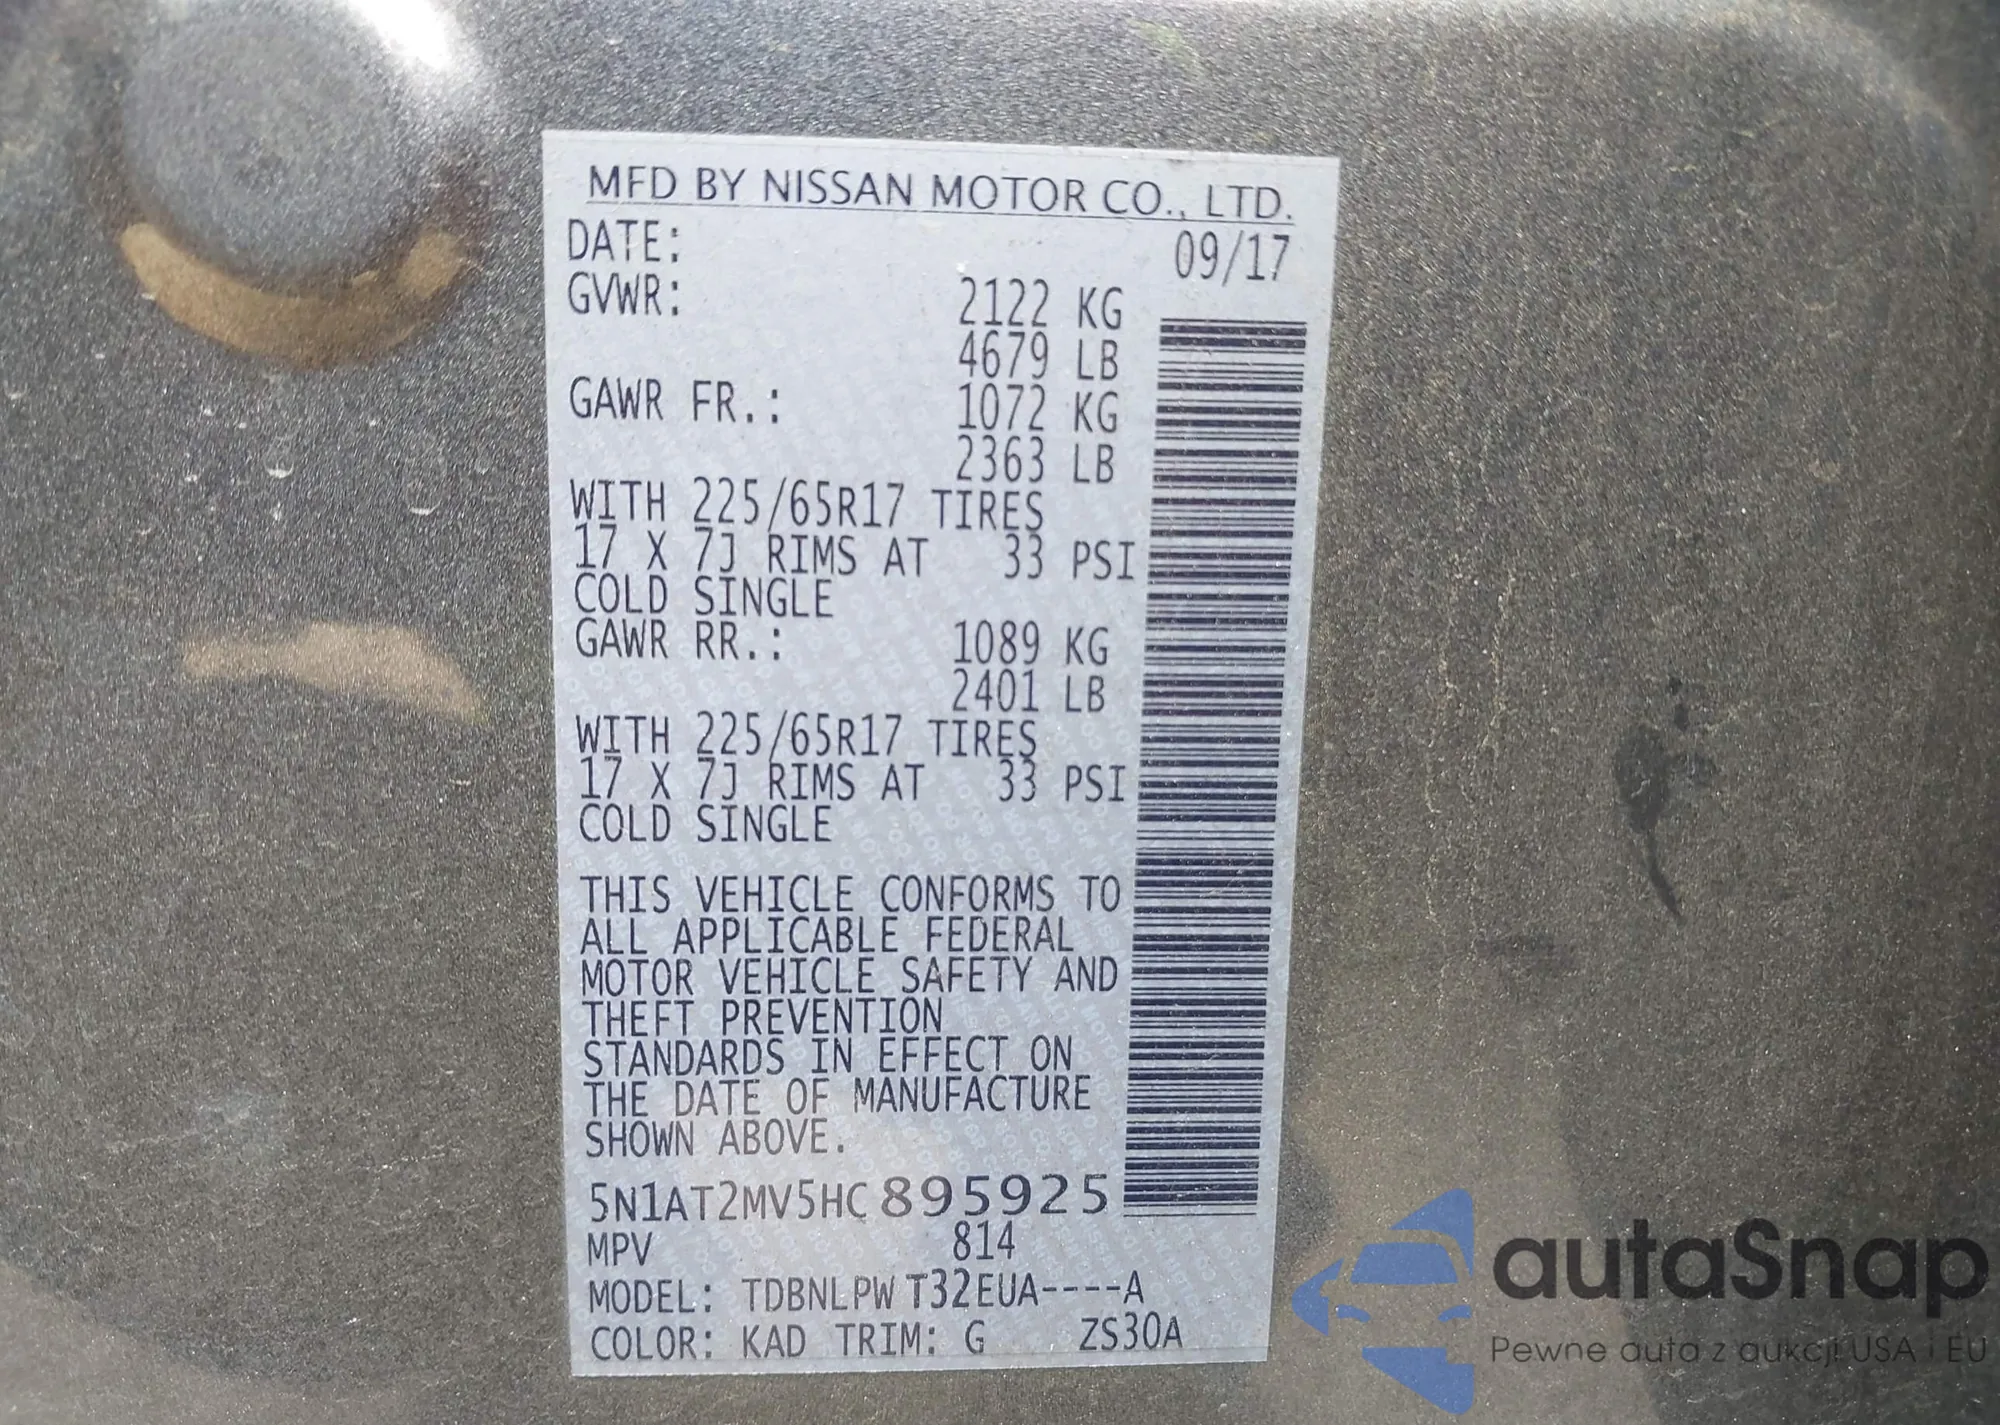 MFD BY NISSAN MOTOR CO., LTD.
DATE: 09/17
GVWR: 2122 KG
4679 LB
GAWR FR.: 1072 KG
2363 LB
WITH 225/65R17 TIRES
17 X 7J RIMS AT 33 PSI
COLD SINGLE
GAWR RR.: 1089 KG
2401 LB
WITH 225/65R17 TIRES
17 X 7J RIMS AT 33 PSI
COLD SINGLE
THIS VEHICLE CONFORMS TO
ALL APPLICABLE FEDERAL
MOTOR VEHICLE SAFETY AND
THEFT PREVENTION
STANDARDS IN EFFECT ON
THE DATE OF MANUFACTURE
SHOWN ABOVE.
5N1AT2MV5HC895925
MPV 814
MODEL: TDBNLPW T32EUA----A
COLOR: KAD TRIM: G ZS30A
autaSnap
Pewne auta z aukcji USA i EU